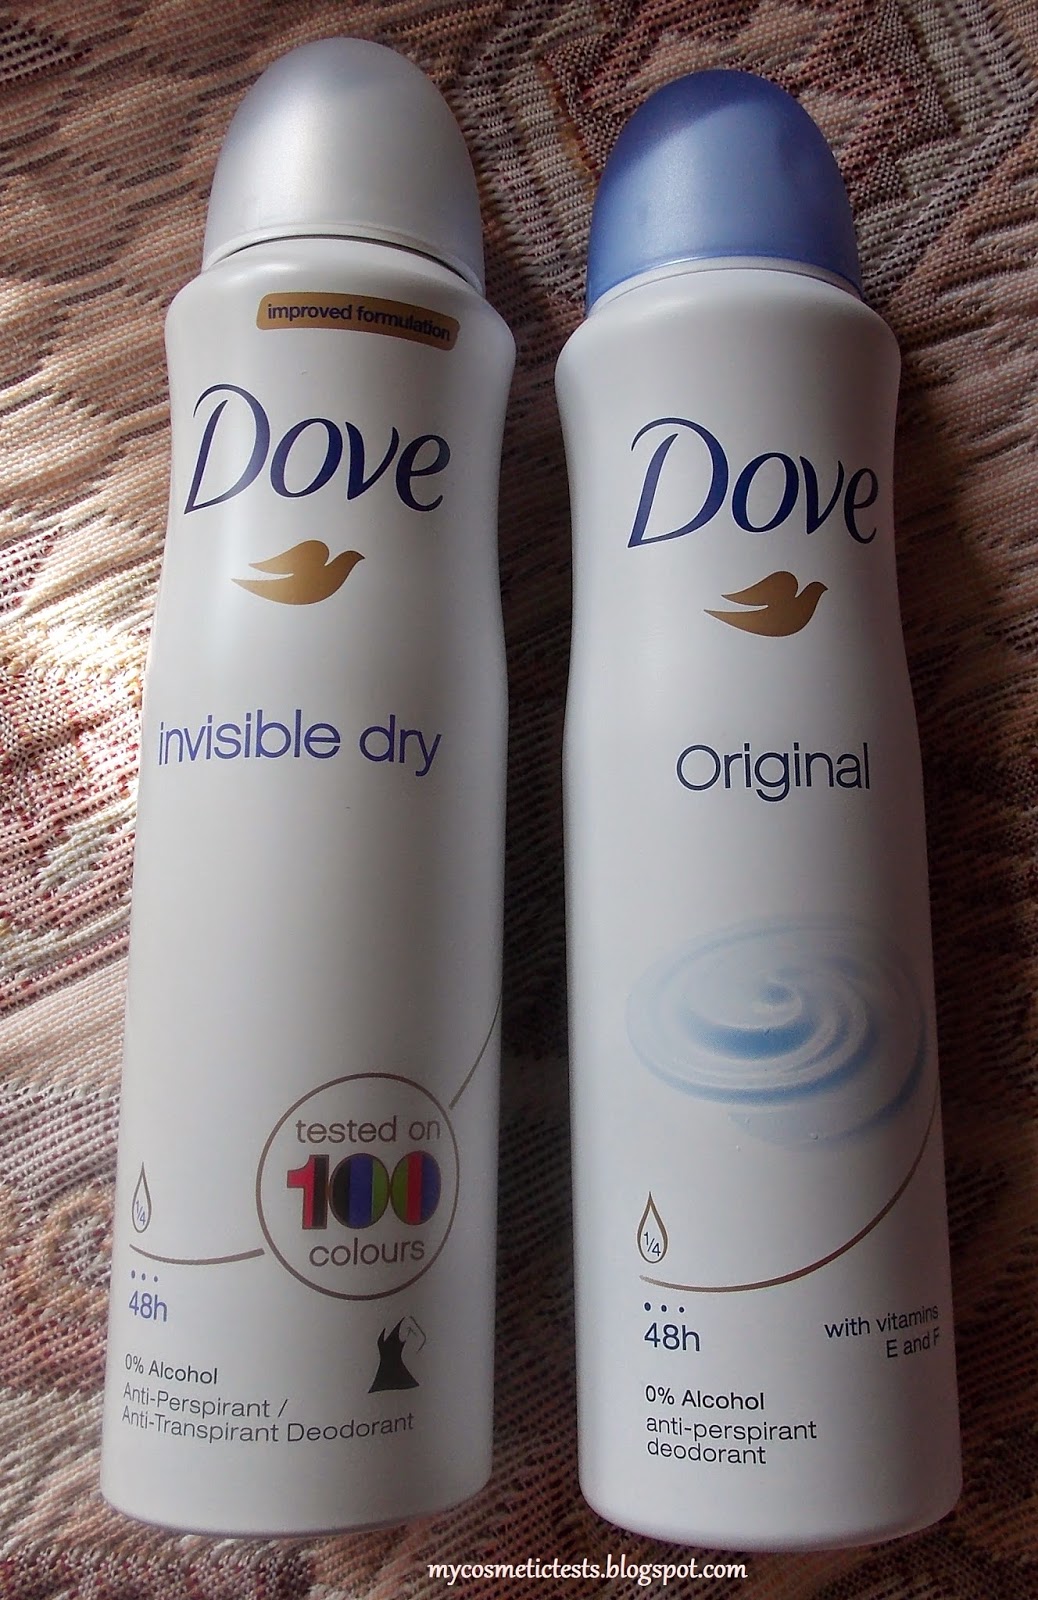 improved formulation
Dove
invisible dry
tested on
100
colours
1/4
48h
0% Alcohol
Anti-Perspirant /
Anti-Transpirant Deodorant
Dove
Original
1/4
48h
with vitamins
E and F
0% Alcohol
anti-perspirant
deodorant
mycosmetictests.blogspot.com